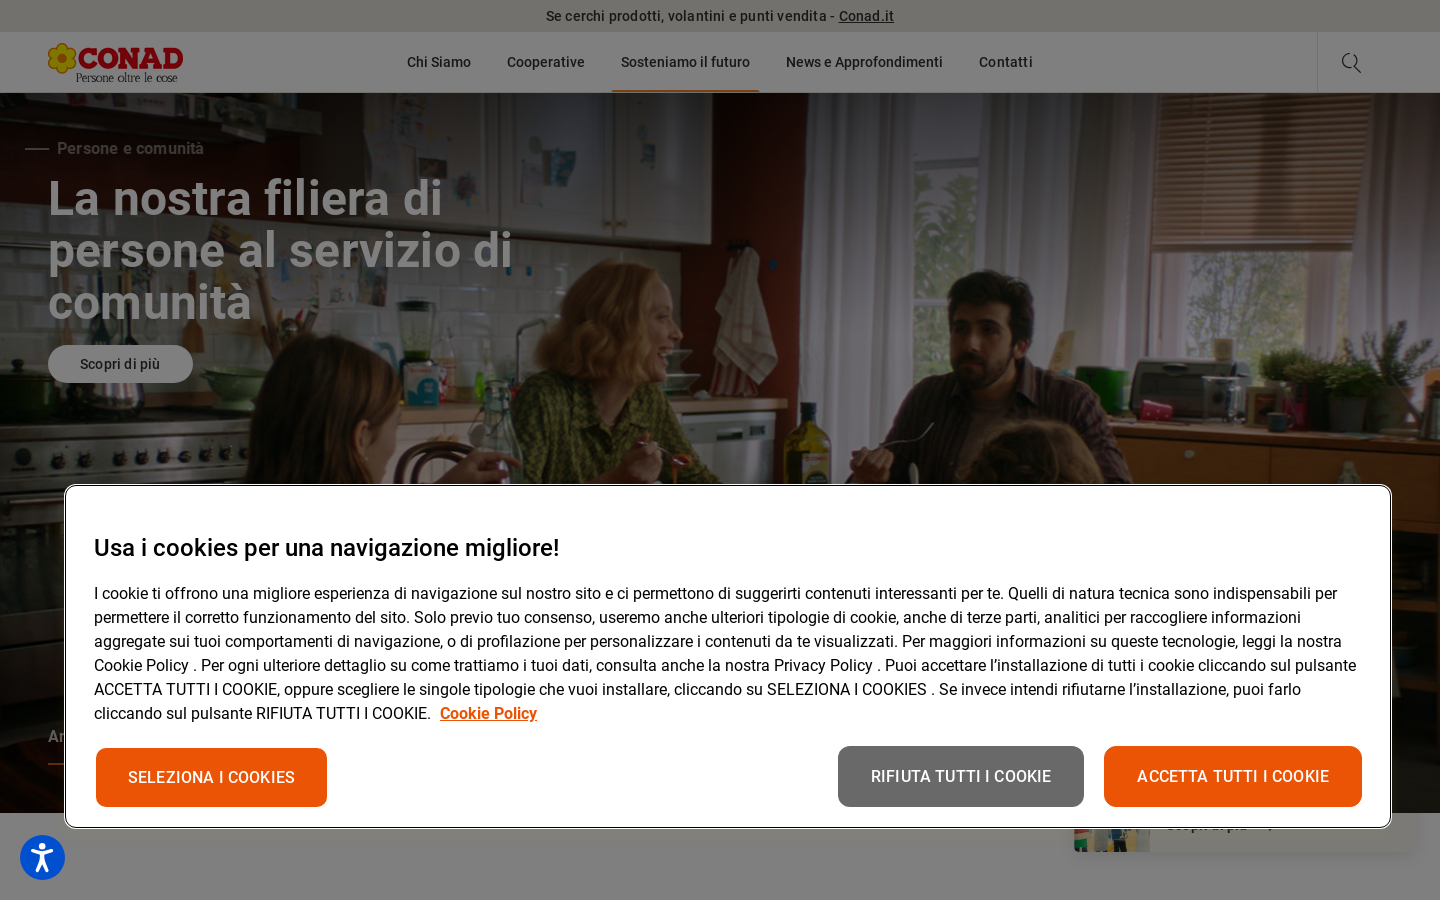 Se cerchi prodotti, volantini e punti vendita - Conad.it
CONAD
Persone oltre le cose
Chi Siamo
Cooperative
Sosteniamo il futuro
News e Approfondimenti
Contatti
Persone e comunità
La nostra filiera di
persone al servizio di
comunità
Scopri di più
Usa i cookies per una navigazione migliore!
I cookie ti offrono una migliore esperienza di navigazione sul nostro sito e ci permettono di suggerirti contenuti interessanti per te. Quelli di natura tecnica sono indispensabili per
permettere il corretto funzionamento del sito. Solo previo tuo consenso, useremo anche ulteriori tipologie di cookie, anche di terze parti, analitici per raccogliere informazioni
aggregate sui tuoi comportamenti di navigazione, o di profilazione per personalizzare i contenuti da te visualizzati. Per maggiori informazioni su queste tecnologie, leggi la nostra
Cookie Policy . Per ogni ulteriore dettaglio su come trattiamo i tuoi dati, consulta anche la nostra Privacy Policy . Puoi accettare l’installazione di tutti i cookie cliccando sul pulsante
ACCETTA TUTTI I COOKIE, oppure scegliere le singole tipologie che vuoi installare, cliccando su SELEZIONA I COOKIES . Se invece intendi rifiutarne l’installazione, puoi farlo
cliccando sul pulsante RIFIUTA TUTTI I COOKIE. Cookie Policy
SELEZIONA I COOKIES
RIFIUTA TUTTI I COOKIE
ACCETTA TUTTI I COOKIE